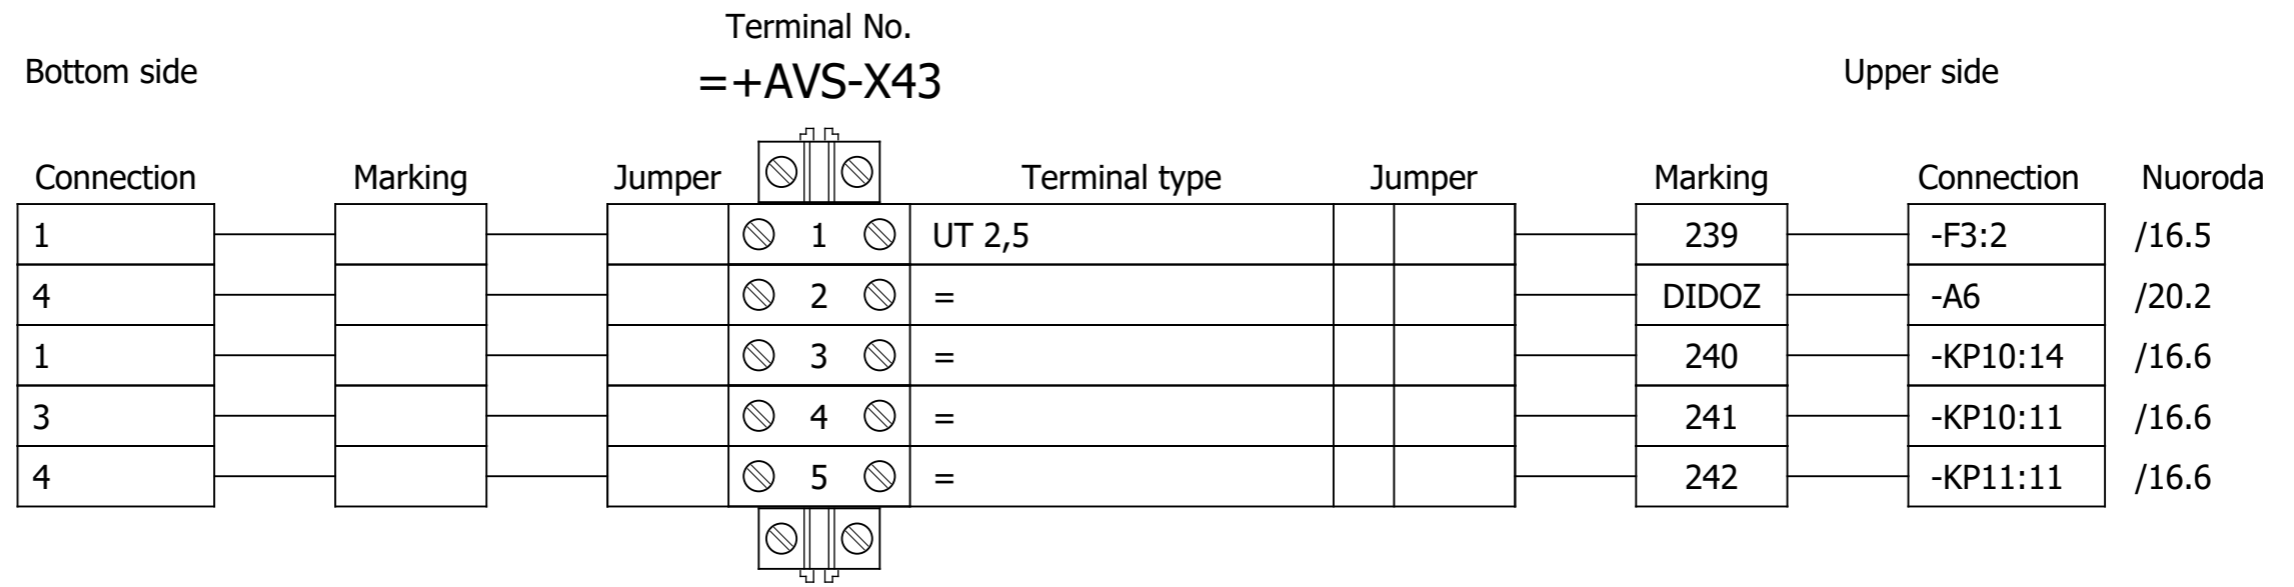 Terminal No.
Bottom side =+AVS-X43 Upper side
Connection Marking Jumper Terminal type Jumper Marking Connection Nuoroda
1 1 UT 2,5 239 -F3:2 /16.5
4 2 = DIDOZ -A6 /20.2
1 3 = 240 -KP10:14 /16.6
3 4 = 241 -KP10:11 /16.6
4 5 = 242 -KP11:11 /16.6